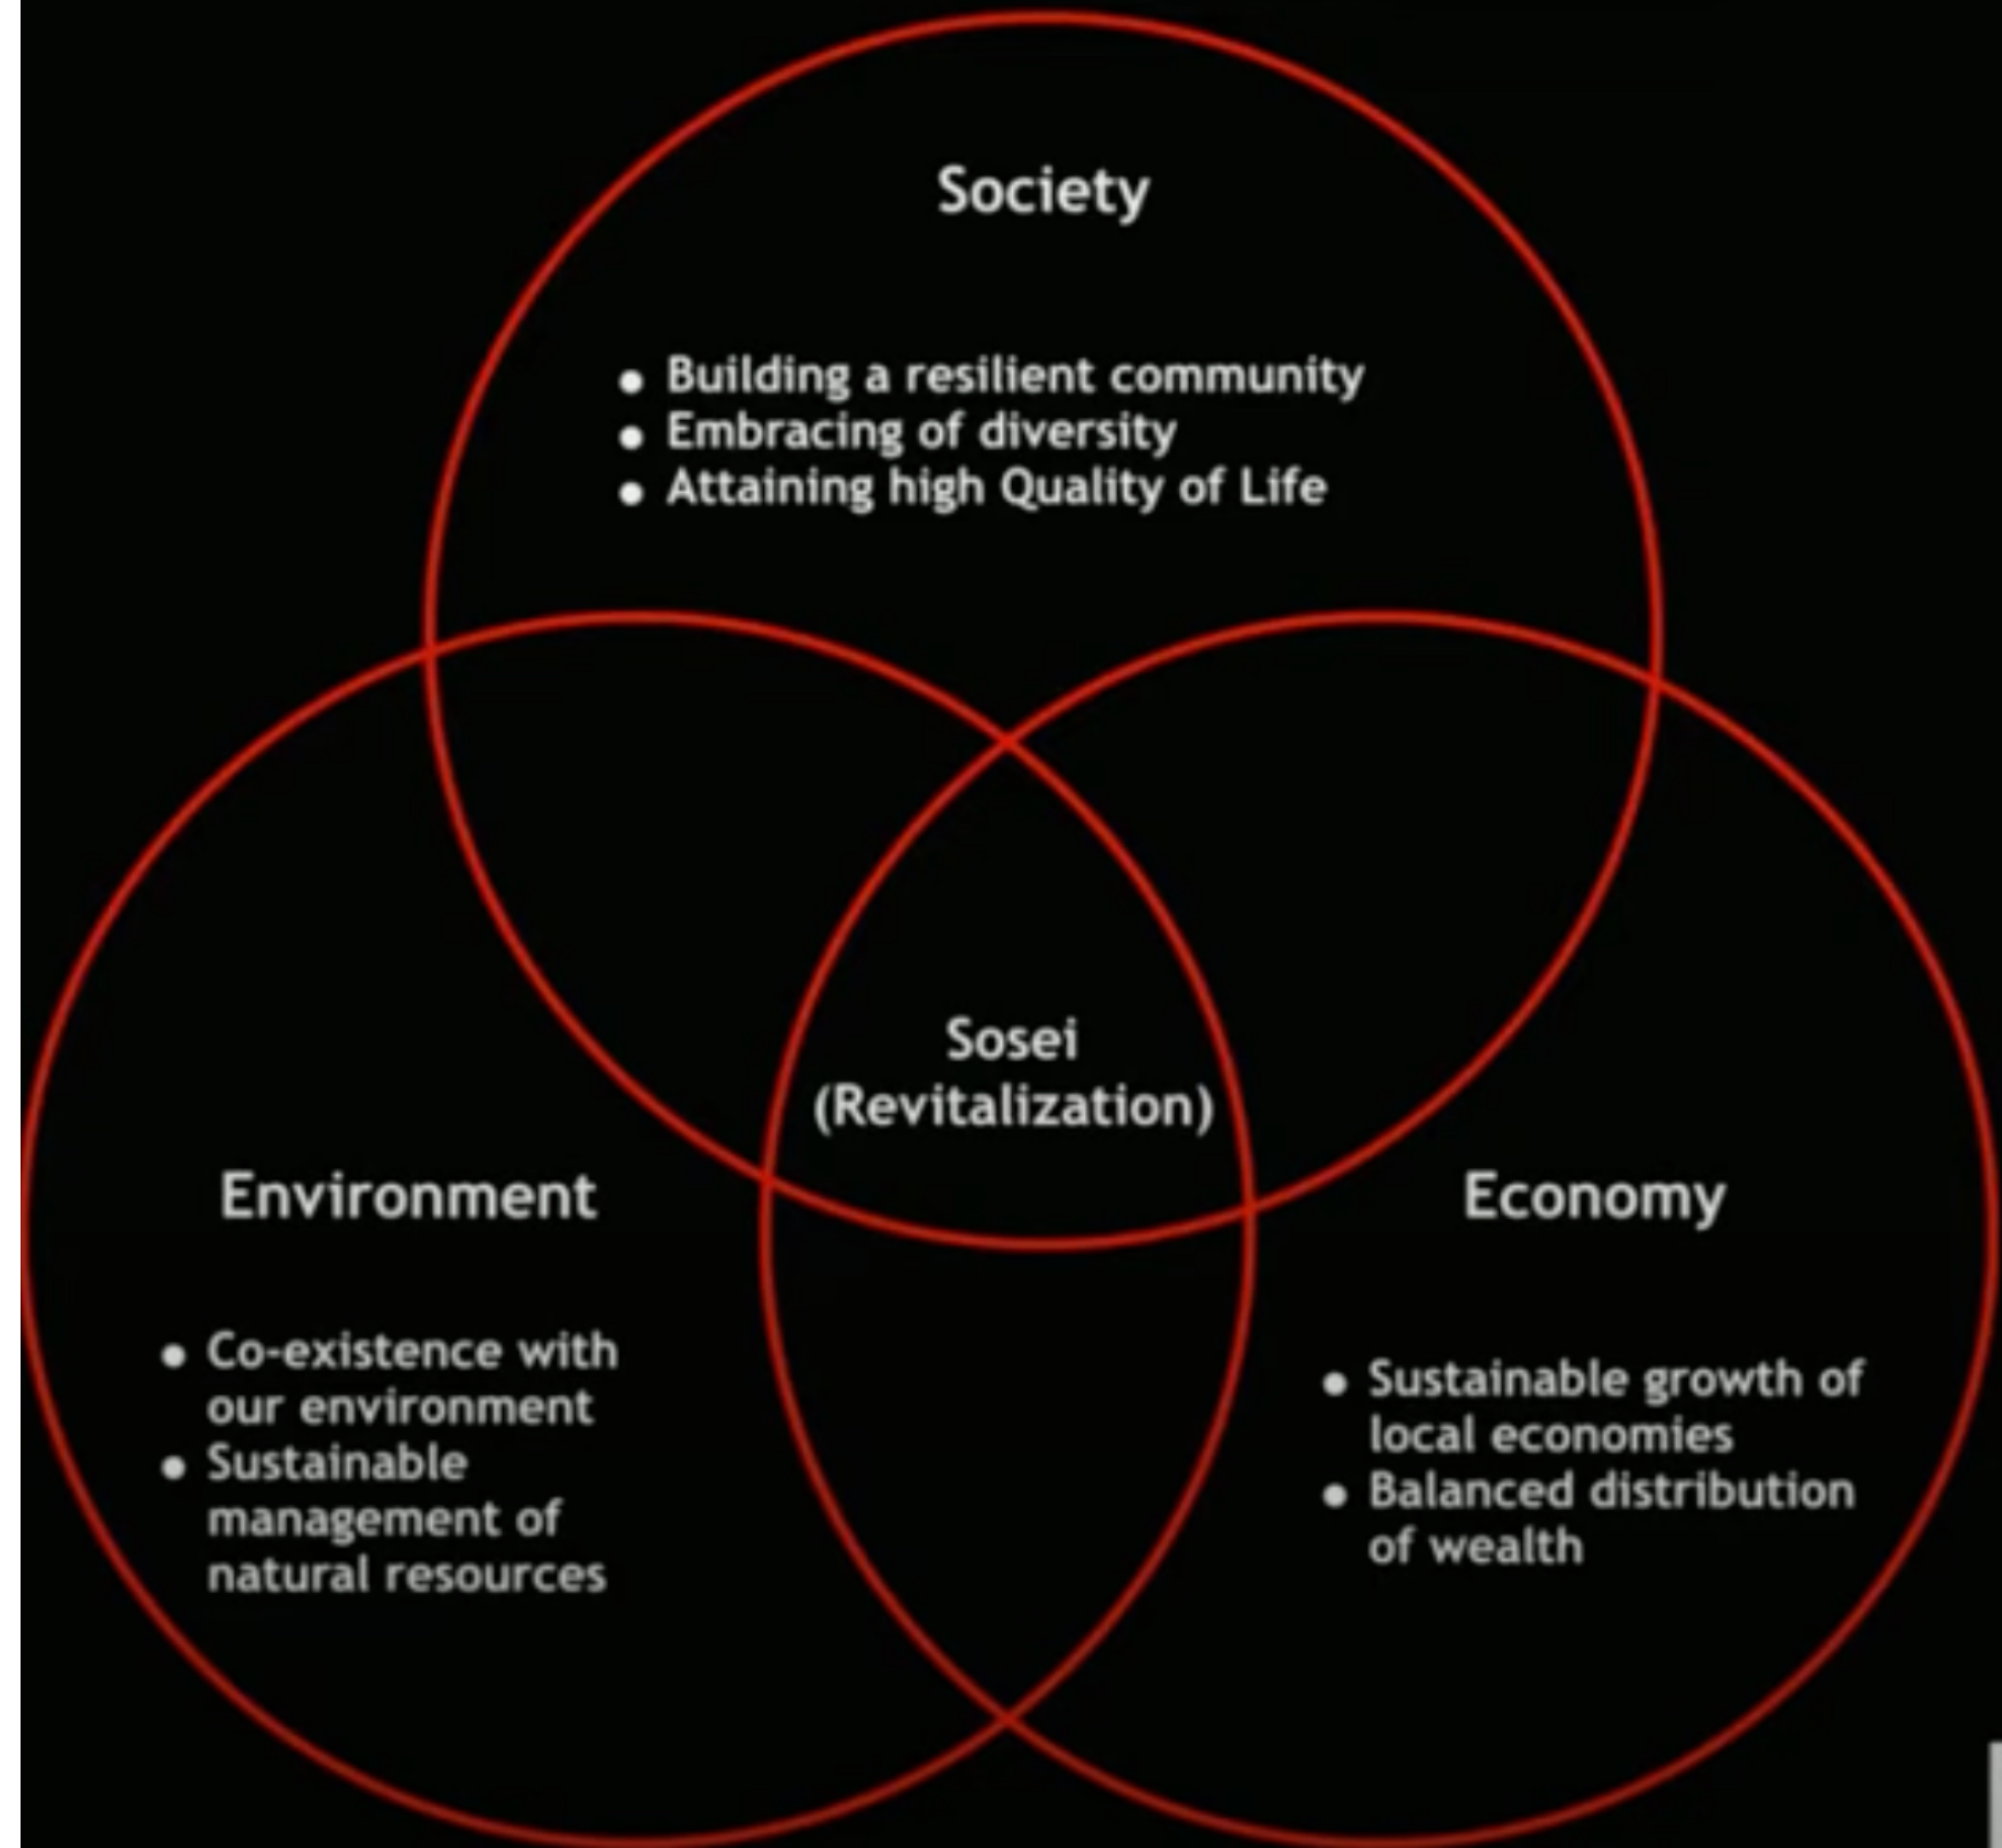 Society
● Building a resilient community
● Embracing of diversity
● Attaining high Quality of Life
Sosei
(Revitalization)
Environment
● Co-existence with
our environment
● Sustainable
management of
natural resources
Economy
● Sustainable growth of
local economies
● Balanced distribution
of wealth